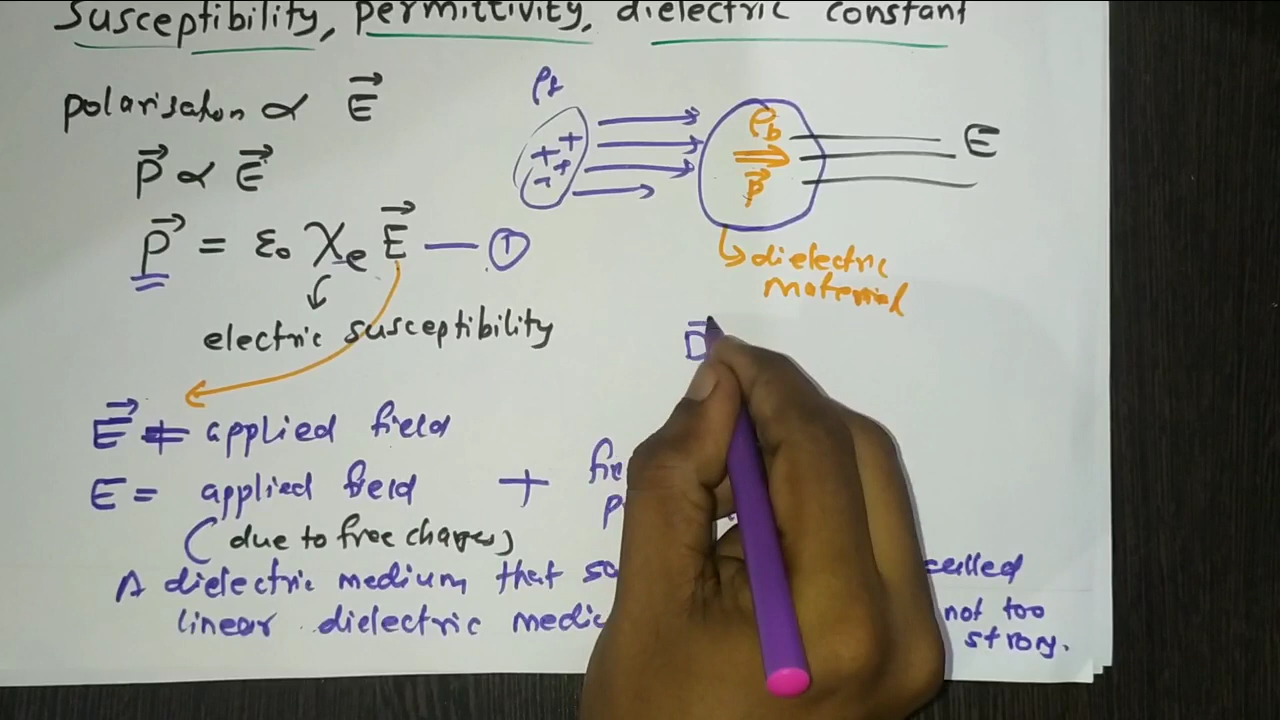 Susceptibility, permittivity, dielectric constant
polarisation ∝ E⃗
P⃗ ∝ E⃗
P⃗ = ε₀ χe E⃗ — ①
electric susceptibility
ρf
+ +
+ +
ρb
P⃗
E
dielectric
material
D⃗
E⃗ ≠ applied field
E = applied field +
(due to free charges)
A dielectric medium that called
linear dielectric not too
strong.